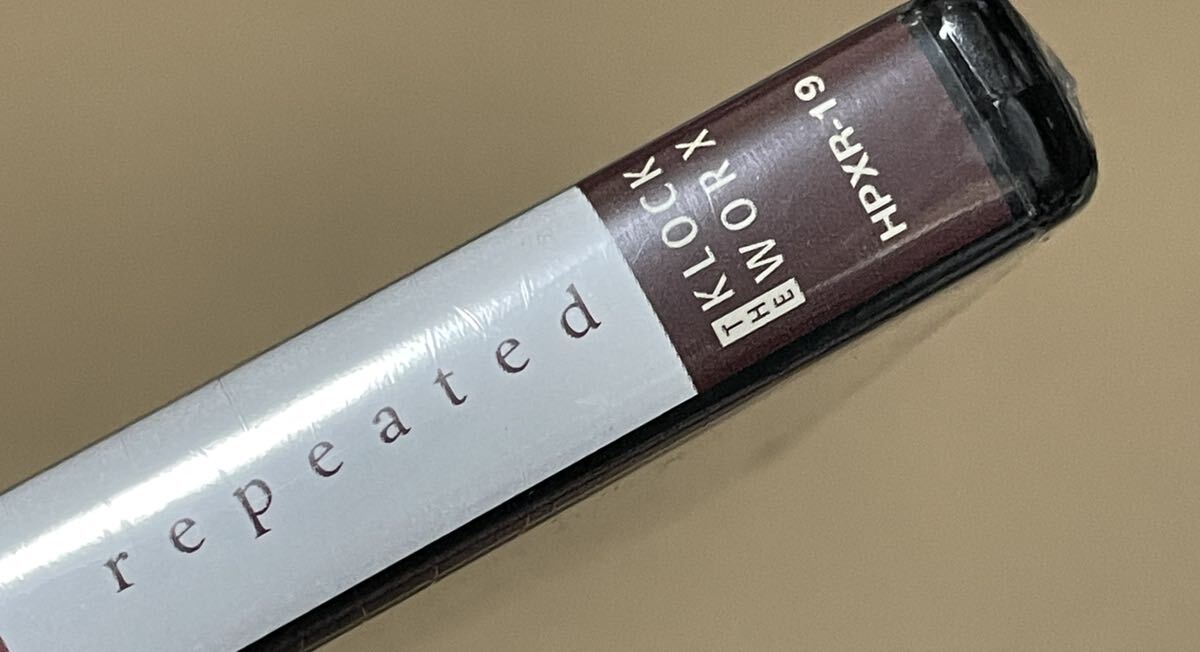 repeated
THE
KLOCK
WORX
HPXR-19